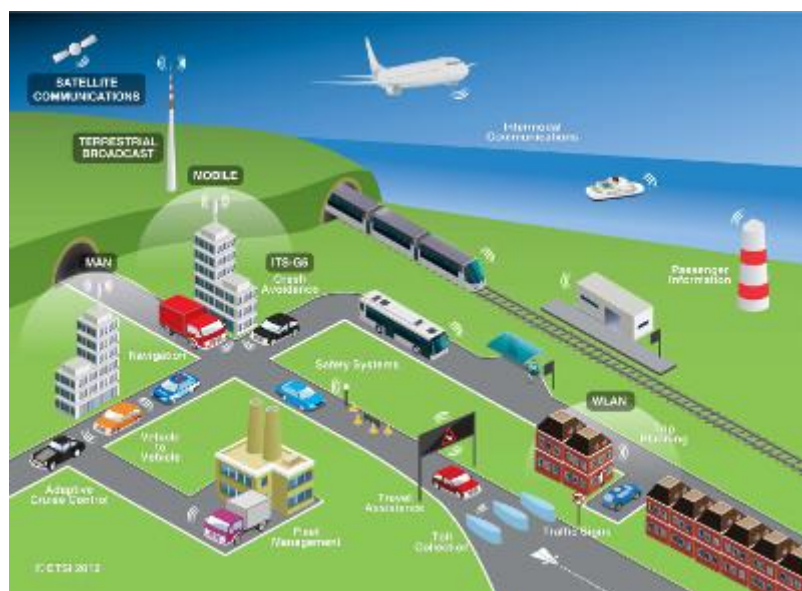 SATELLITE
COMMUNICATIONS
TERRESTRIAL
BROADCAST
MOBILE
Intermodal
Communications
MAN
ITS-G5
Crash
Avoidance
Passenger
Information
Navigation
Safety Systems
WLAN
Trip
Planning
Vehicle
to
Vehicle
Adaptive
Cruise Control
Fleet
Management
Travel
Assistance
Toll
Collection
Traffic Signs
© ETSI 2012